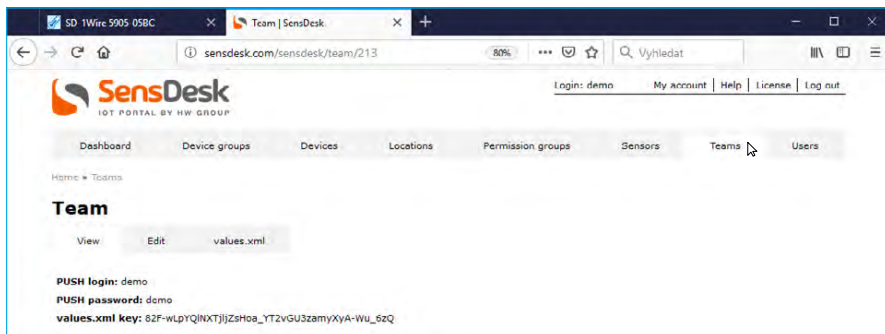 SD 1Wire 5905 05BC
Team | SensDesk
sensdesk.com/sensdesk/team/213
80%
Vyhledat
SensDesk
IOT PORTAL BY HW GROUP
Login: demo My account | Help | License | Log out
Dashboard Device groups Devices Locations Permission groups Sensors Teams Users
Home » Teams
Team
View Edit values.xml
PUSH login: demo
PUSH password: demo
values.xml key: 82F-wLpYQlNXTjljZsHoa_YT2vGU3zamyXyA-Wu_6zQ